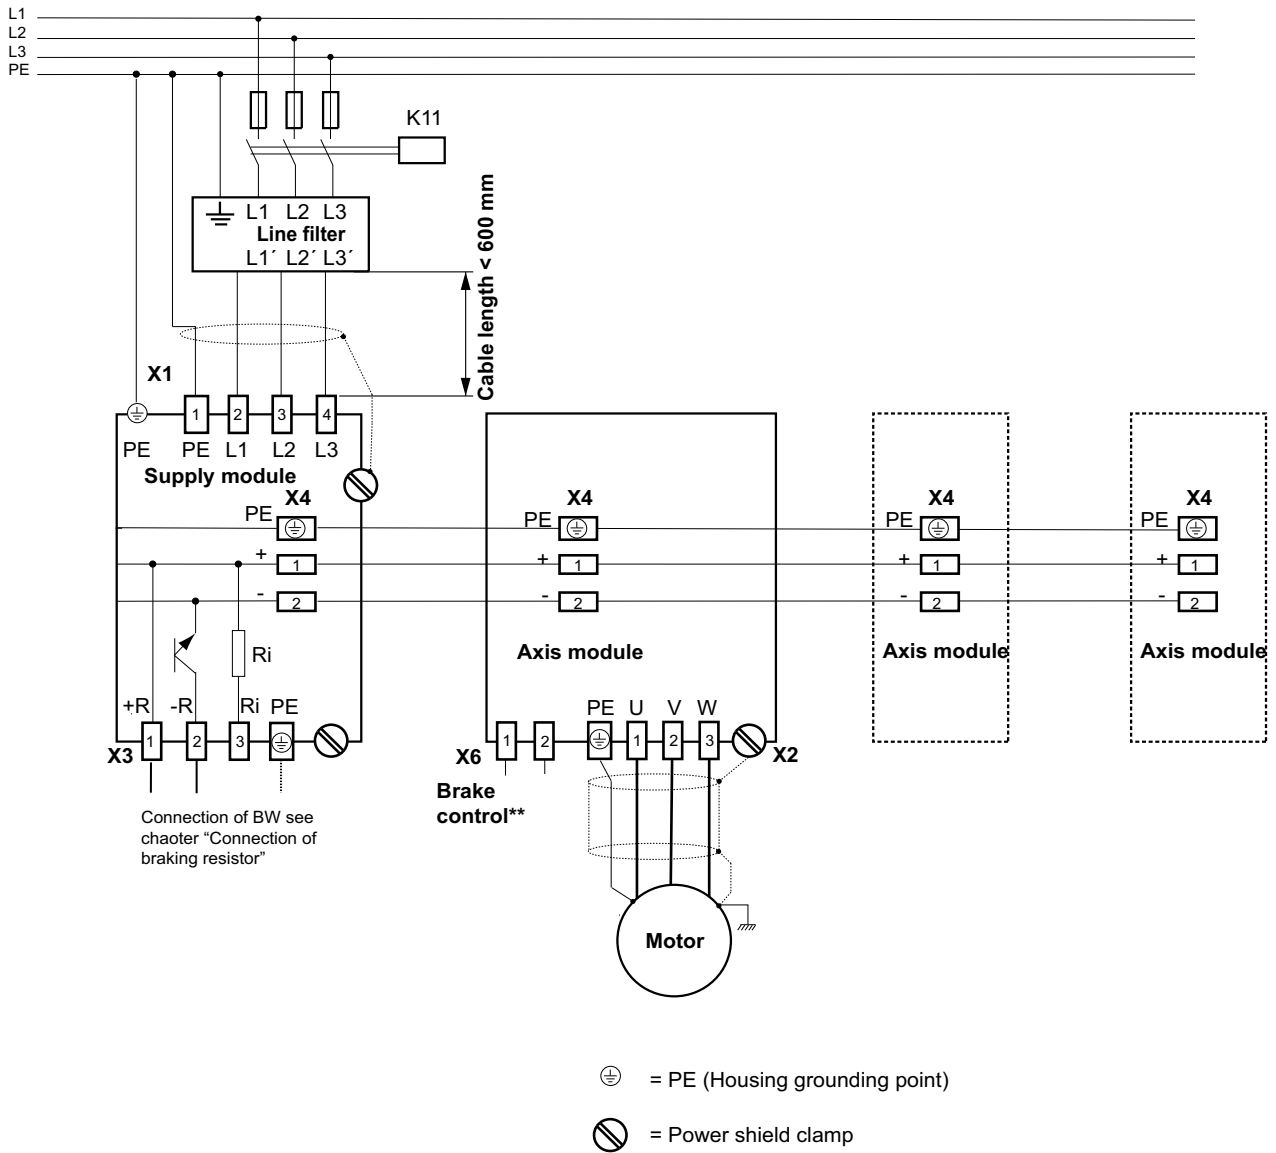 L1
L2
L3
PE
K11
L1 L2 L3
Line filter
L1´ L2´ L3´
Cable length < 600 mm
X1
1 2 3 4
PE PE L1 L2 L3
Supply module
X4 X4 X4 X4
PE PE PE PE
+ 1 + 1 + 1 + 1
- 2 - 2 - 2 - 2
Ri
Axis module Axis module Axis module
+R -R Ri PE
PE U V W
X3 1 2 3
X6 1 2 1 2 3 X2
Brake
control**
Connection of BW see
chaoter “Connection of
braking resistor”
Motor
= PE (Housing grounding point)
= Power shield clamp